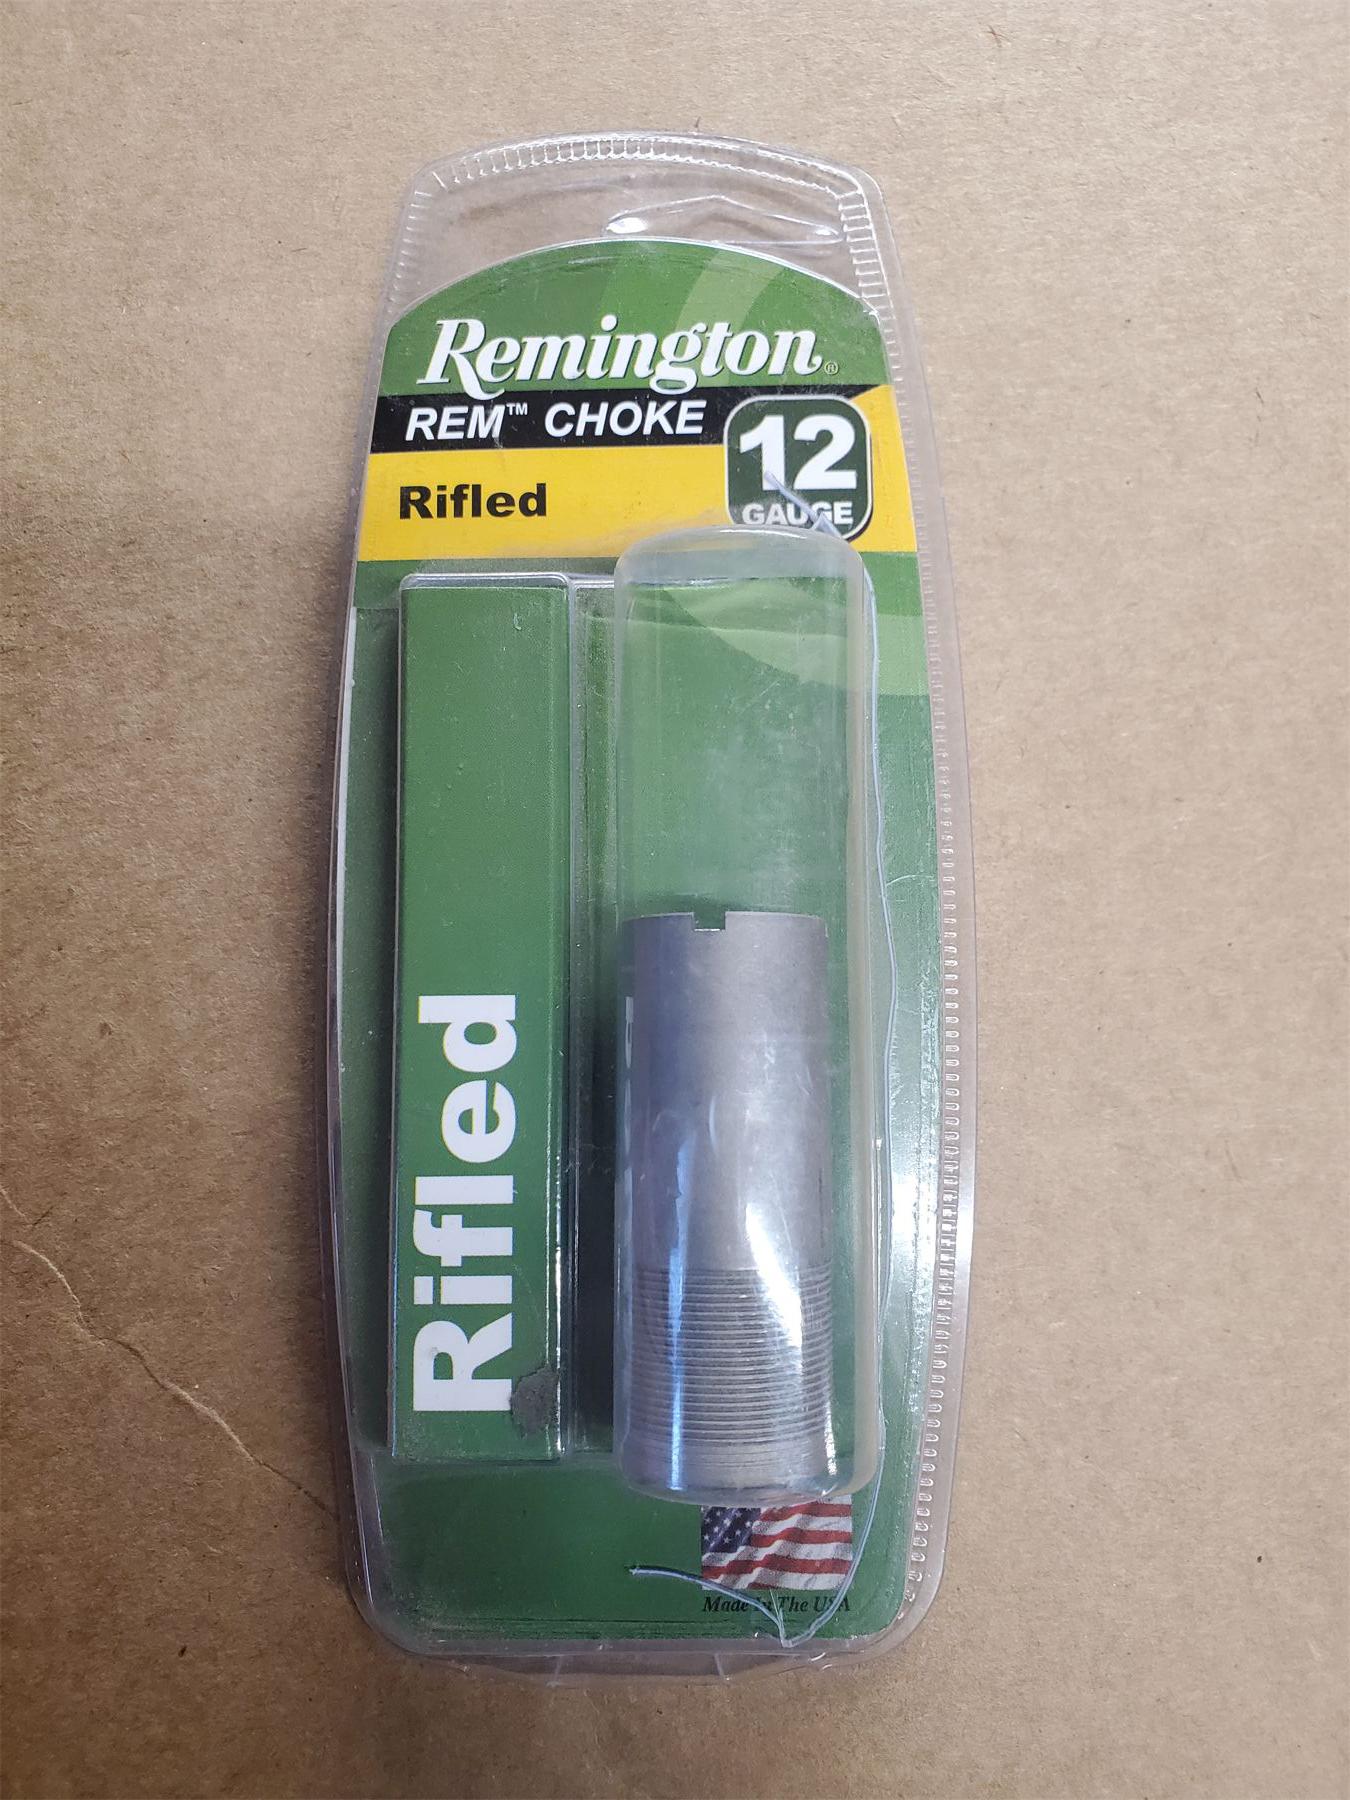 Remington®
REM™ CHOKE
12
GAUGE
Rifled
Rifled
Made In The USA